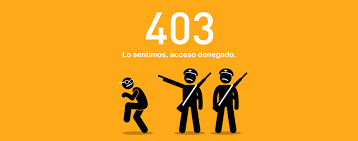 403
Lo sentimos, acceso denegado.